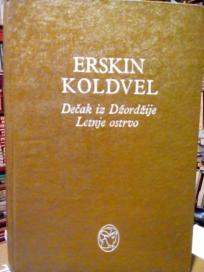 ERSKIN
KOLDVEL
Dečak iz Džordžije
Letnje ostrvo